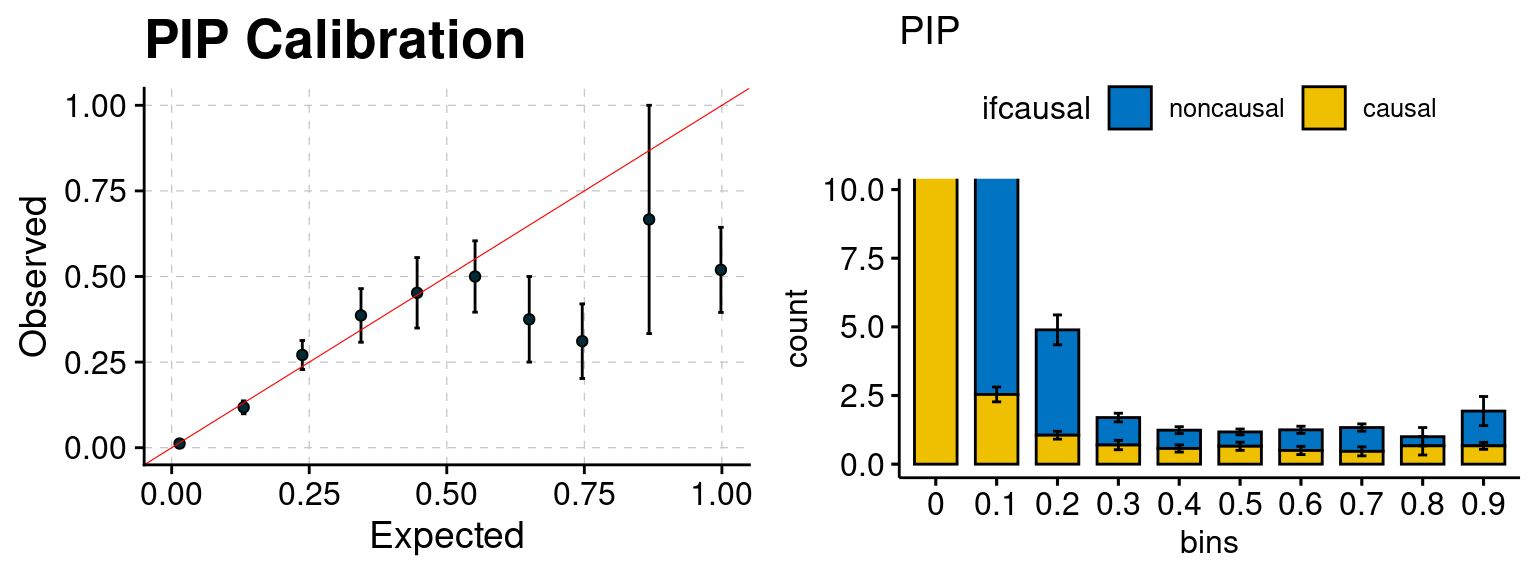 PIP Calibration
Observed
1.00
0.75
0.50
0.25
0.00
0.00 0.25 0.50 0.75 1.00
Expected
PIP
ifcausal noncausal causal
count
10.0
7.5
5.0
2.5
0.0
0 0.1 0.2 0.3 0.4 0.5 0.6 0.7 0.8 0.9
bins